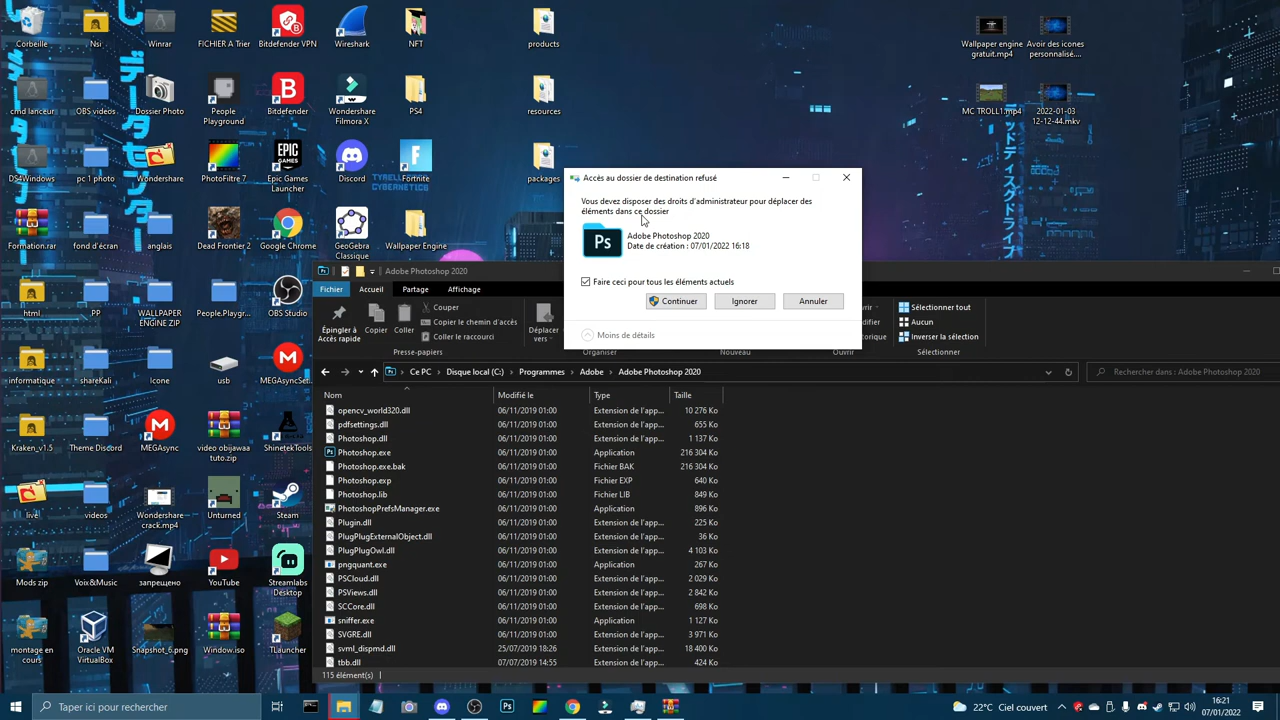 Corbeille
Nsi
Winrar
FICHIER A Trier
Bitdefender VPN
Wireshark
NFT
products
Wallpaper engine
gratuit.mp4
Avoir des icones
personnalisé....
cmd lanceur
OBS videos
Dossier Photo
People
Playground
Bitdefender
Wondershare
Filmora X
PS4
resources
MC TROLL1.mp4
2022-01-03
12-12-44.mkv
DS4Windows
pc 1 photo
Wondershare
PhotoFiltre 7
EPIC
GAMES
Epic Games
Launcher
Discord
Fortnite
packages
TYRELL
CYBERNETICS
Formation.rar
fond d'écran
anglais
Dead Frontier 2
Google Chrome
GeoGebra
Classique
Wallpaper Engine
html
PP
WALLPAPER
ENGINE ZIP
People.Playgr...
OBS Studio
informatique
shareKali
Icone
usb
MEGAsyncSet...
Kraken_v1.5
Theme Discord
MEGAsync
video obijawaa
tuto.zip
ShinetekTools
live
videos
Wondershare
crack.mp4
Unturned
Steam
Mods zip
Voix&Music
запрещено
YouTube
Streamlabs
Desktop
montage en
cours
Oracle VM
VirtualBox
Snapshot_6.png
Window.iso
TLauncher
Accès au dossier de destination refusé
Vous devez disposer des droits d'administrateur pour déplacer des
éléments dans ce dossier
Ps
Adobe Photoshop 2020
Date de création : 07/01/2022 16:18
Faire ceci pour tous les éléments actuels
Continuer
Ignorer
Annuler
Moins de détails
Adobe Photoshop 2020
Fichier
Accueil
Partage
Affichage
Épingler à
Accès rapide
Copier
Coller
Couper
Copier le chemin d'accès
Coller le raccourci
Presse-papiers
Déplacer
vers
Organiser
Nouveau
Ouvrir
Sélectionner tout
Aucun
Inverser la sélection
Sélectionner
Ce PC > Disque local (C:) > Programmes > Adobe > Adobe Photoshop 2020
Rechercher dans : Adobe Photoshop 2020
Nom Modifié le Type Taille
opencv_world320.dll 06/11/2019 01:00 Extension de l'app... 10 276 Ko
pdfsettings.dll 06/11/2019 01:00 Extension de l'app... 655 Ko
Photoshop.dll 06/11/2019 01:00 Extension de l'app... 1 137 Ko
Photoshop.exe 06/11/2019 01:00 Application 216 304 Ko
Photoshop.exe.bak 06/11/2019 01:00 Fichier BAK 216 304 Ko
Photoshop.exp 06/11/2019 01:00 Fichier EXP 640 Ko
Photoshop.lib 06/11/2019 01:00 Fichier LIB 849 Ko
PhotoshopPrefsManager.exe 06/11/2019 01:00 Application 896 Ko
Plugin.dll 06/11/2019 01:00 Extension de l'app... 225 Ko
PlugPlugExternalObject.dll 06/11/2019 01:00 Extension de l'app... 36 Ko
PlugPlugOwl.dll 06/11/2019 01:00 Extension de l'app... 4 103 Ko
pngquant.exe 06/11/2019 01:00 Application 267 Ko
PSCloud.dll 06/11/2019 01:00 Extension de l'app... 2 029 Ko
PSViews.dll 06/11/2019 01:00 Extension de l'app... 2 842 Ko
SCCore.dll 06/11/2019 01:00 Extension de l'app... 698 Ko
sniffer.exe 06/11/2019 01:00 Application 1 127 Ko
SVGRE.dll 06/11/2019 01:00 Extension de l'app... 3 971 Ko
svml_dispmd.dll 25/07/2019 18:26 Extension de l'app... 18 400 Ko
tbb.dll 07/07/2019 14:55 Extension de l'app... 424 Ko
115 élément(s)
Taper ici pour rechercher
22°C Ciel couvert
16:21
07/01/2022